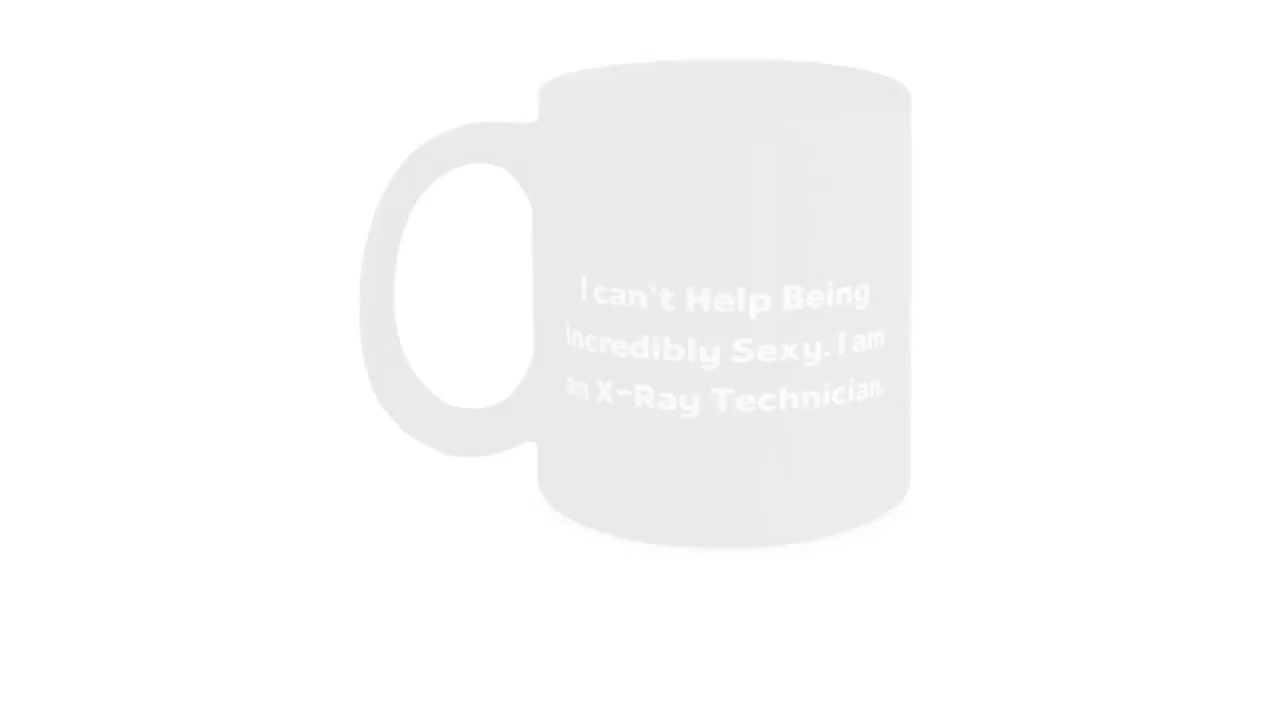 I can't Help Being
Incredibly Sexy. I am
an X-Ray Technician.